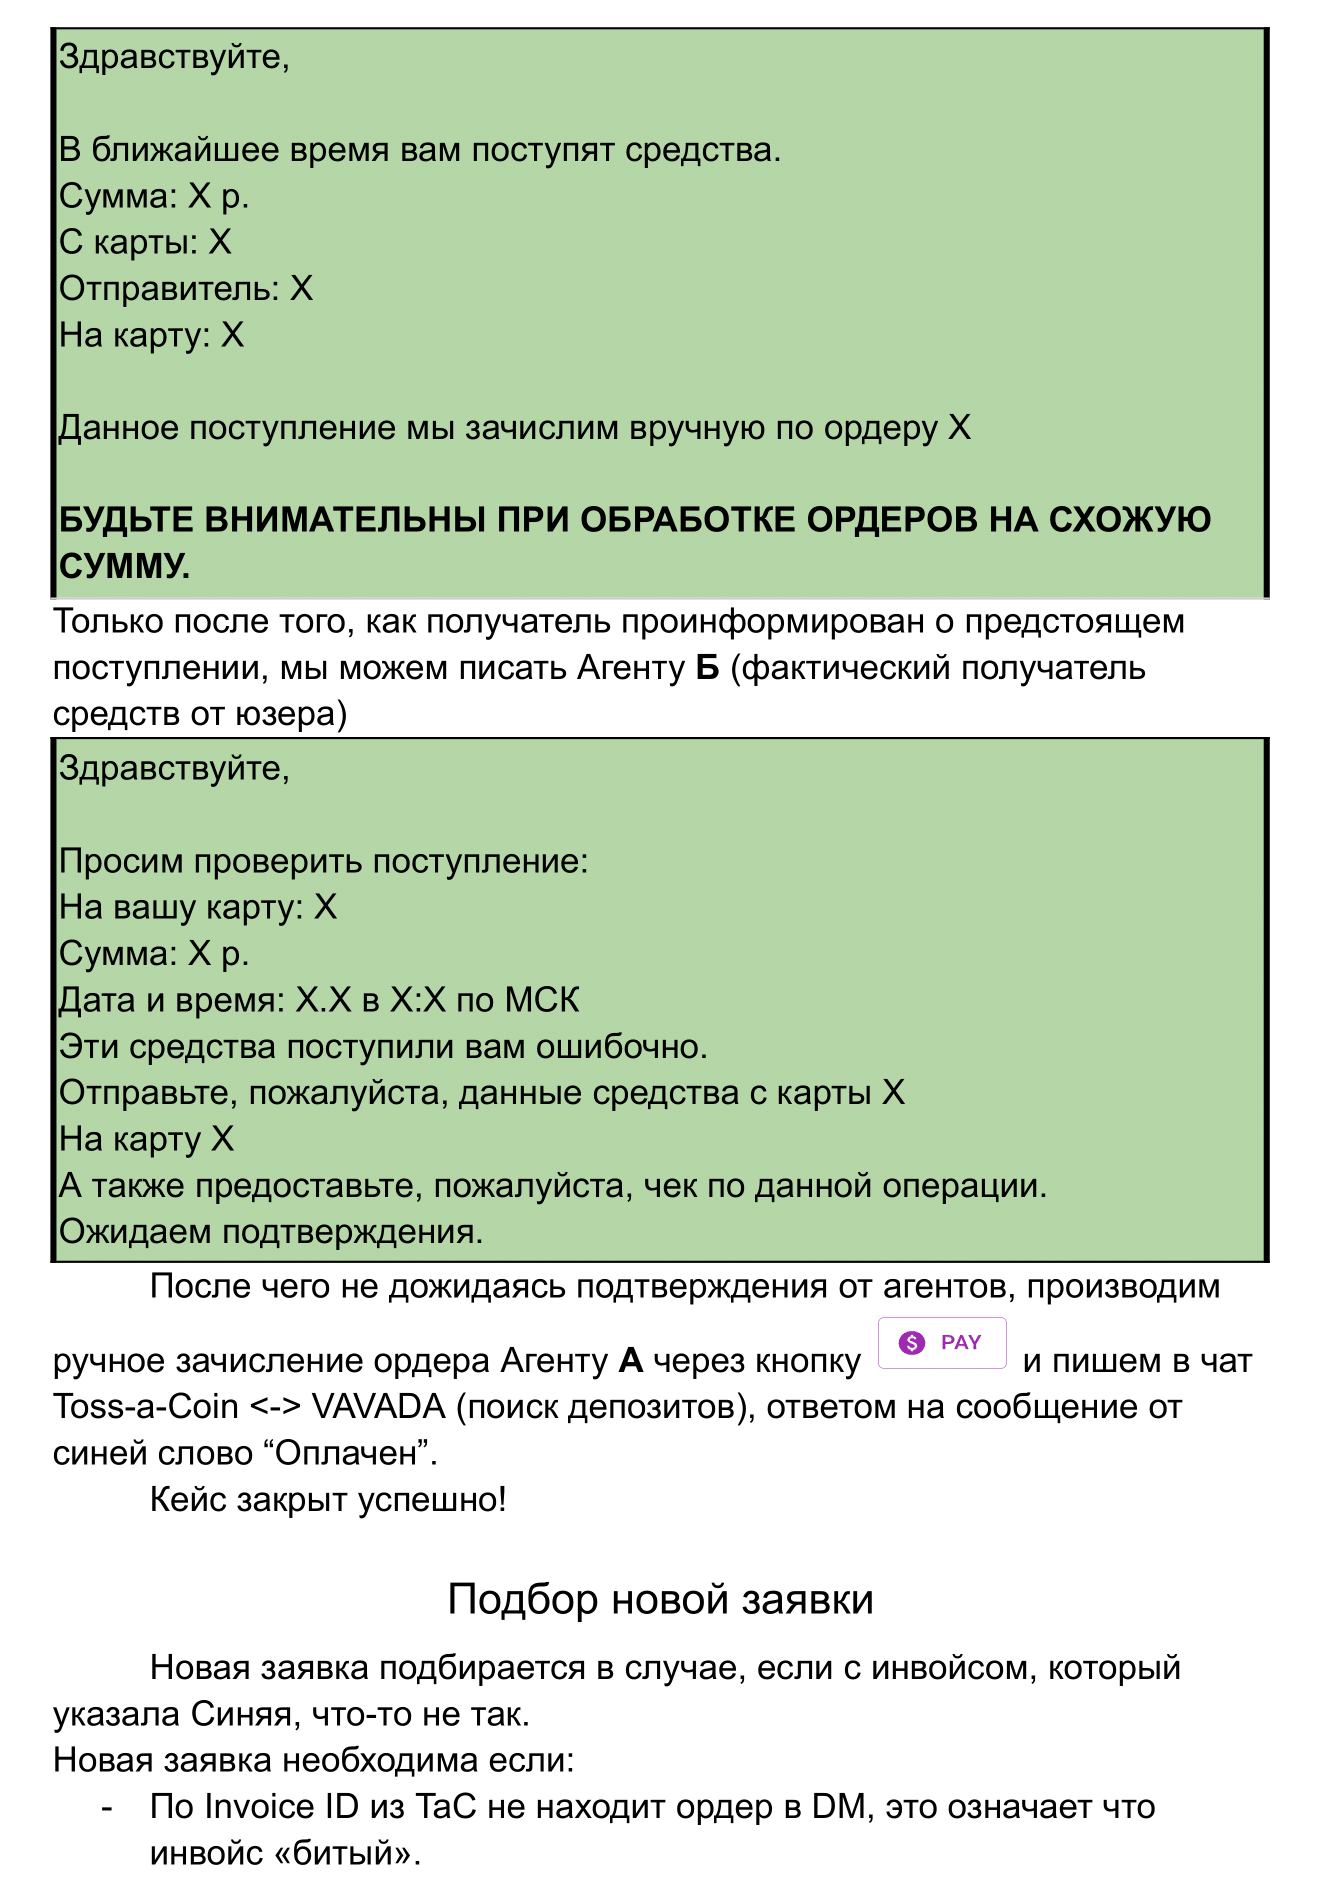 Здравствуйте,
В ближайшее время вам поступят средства.
Сумма: X р.
С карты: X
Отправитель: X
На карту: X
Данное поступление мы зачислим вручную по ордеру X
БУДЬТЕ ВНИМАТЕЛЬНЫ ПРИ ОБРАБОТКЕ ОРДЕРОВ НА СХОЖУЮ
СУММУ.
Только после того, как получатель проинформирован о предстоящем
поступлении, мы можем писать Агенту Б (фактический получатель
средств от юзера)
Здравствуйте,
Просим проверить поступление:
На вашу карту: X
Сумма: X р.
Дата и время: X.X в X:X по МСК
Эти средства поступили вам ошибочно.
Отправьте, пожалуйста, данные средства с карты X
На карту X
А также предоставьте, пожалуйста, чек по данной операции.
Ожидаем подтверждения.
После чего не дожидаясь подтверждения от агентов, производим
ручное зачисление ордера Агенту А через кнопку $ PAY и пишем в чат
Toss-a-Coin <-> VAVADA (поиск депозитов), ответом на сообщение от
синей слово “Оплачен”.
Кейс закрыт успешно!
Подбор новой заявки
Новая заявка подбирается в случае, если с инвойсом, который
указала Синяя, что-то не так.
Новая заявка необходима если:
- По Invoice ID из TaC не находит ордер в DM, это означает что
инвойс «битый».